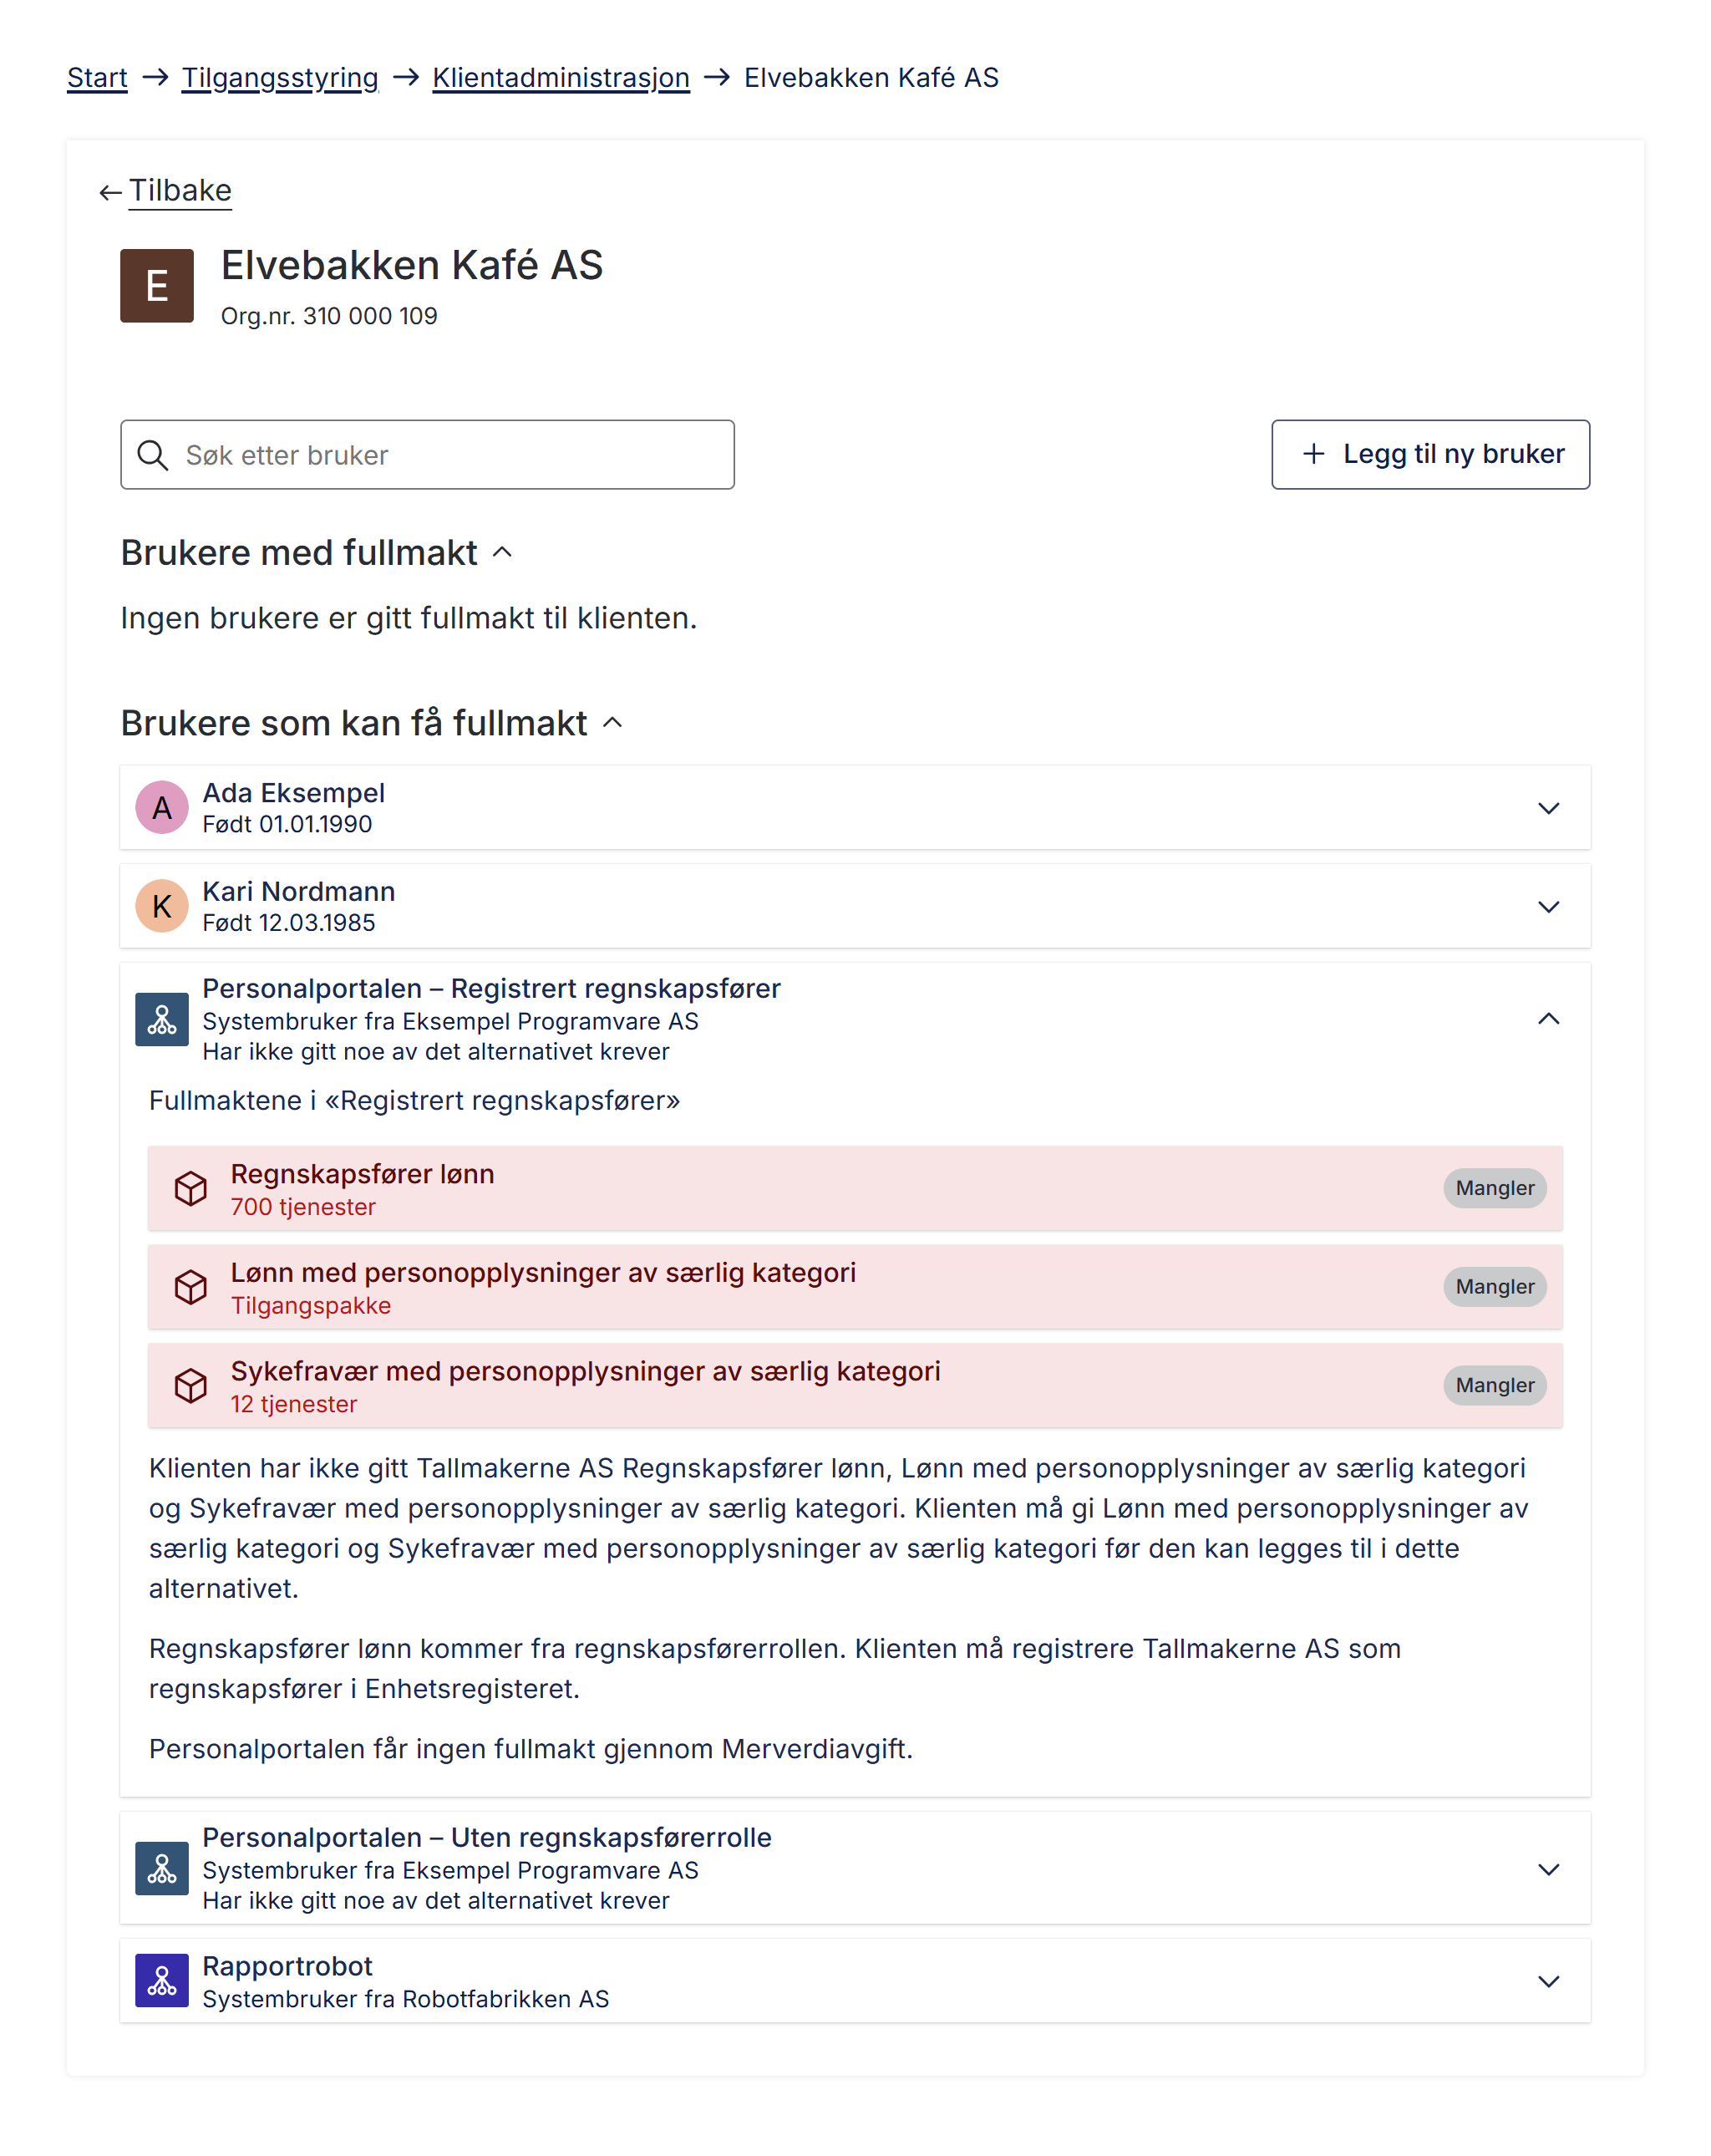 Start → Tilgangsstyring → Klientadministrasjon → Elvebakken Kafé AS
← Tilbake
E
Elvebakken Kafé AS
Org.nr. 310 000 109
Søk etter bruker
+ Legg til ny bruker
Brukere med fullmakt
Ingen brukere er gitt fullmakt til klienten.
Brukere som kan få fullmakt
A
Ada Eksempel
Født 01.01.1990
K
Kari Nordmann
Født 12.03.1985
Personalportalen – Registrert regnskapsfører
Systembruker fra Eksempel Programvare AS
Har ikke gitt noe av det alternativet krever
Fullmaktene i «Registrert regnskapsfører»
Regnskapsfører lønn
700 tjenester
Mangler
Lønn med personopplysninger av særlig kategori
Tilgangspakke
Mangler
Sykefravær med personopplysninger av særlig kategori
12 tjenester
Mangler
Klienten har ikke gitt Tallmakerne AS Regnskapsfører lønn, Lønn med personopplysninger av særlig kategori
og Sykefravær med personopplysninger av særlig kategori. Klienten må gi Lønn med personopplysninger av
særlig kategori og Sykefravær med personopplysninger av særlig kategori før den kan legges til i dette
alternativet.
Regnskapsfører lønn kommer fra regnskapsførerrollen. Klienten må registrere Tallmakerne AS som
regnskapsfører i Enhetsregisteret.
Personalportalen får ingen fullmakt gjennom Merverdiavgift.
Personalportalen – Uten regnskapsførerrolle
Systembruker fra Eksempel Programvare AS
Har ikke gitt noe av det alternativet krever
Rapportrobot
Systembruker fra Robotfabrikken AS